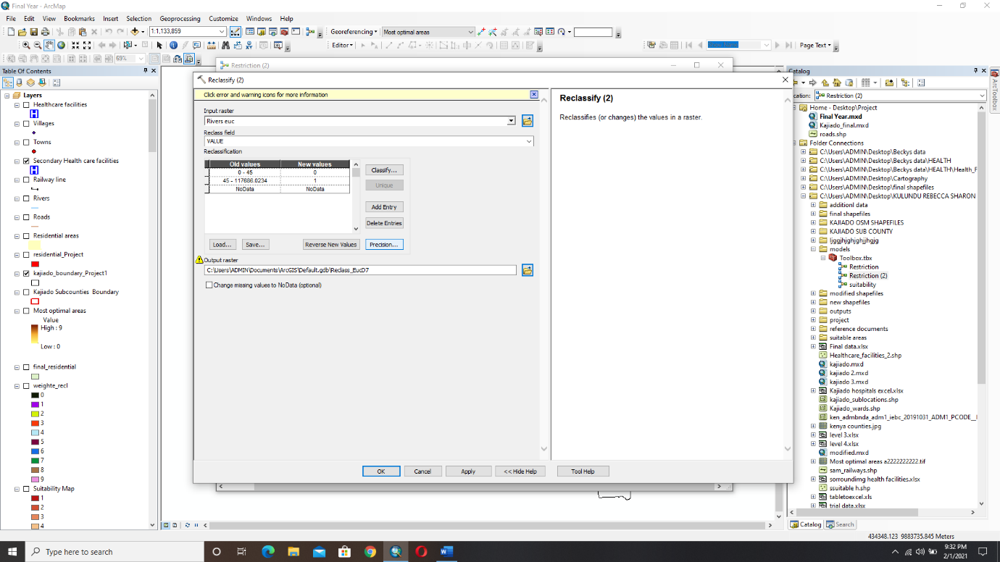 Final Year - ArcMap
File Edit View Bookmarks Insert Selection Geoprocessing Customize Windows Help
1:1,133,859 Georeferencing Most optimal areas
Editor Page Text
69%
Table Of Contents
Layers
Healthcare facilities
Villages
Towns
Secondary Health care facilities
Railway line
Rivers
Roads
Residential areas
residential_Project
kajiado_boundary_Project1
Kajiado Subcounties Boundary
Most optimal areas
Value
High : 9
Low : 0
final_residential
weighte_recl
0
1
2
3
4
5
6
7
8
9
Suitability Map
1
2
3
4
Restriction (2)
Reclassify (2)
Click error and warning icons for more information
Input raster
Rivers euc
Reclass field
VALUE
Reclassification
Old values New values
0 - 45 0
45 - 117686.0234 1
NoData NoData
Classify...
Unique
Add Entry
Delete Entries
Load... Save... Reverse New Values Precision...
Output raster
C:\Users\ADMIN\Documents\ArcGIS\Default.gdb\Reclass_EucD7
Change missing values to NoData (optional)
OK Cancel Apply << Hide Help Tool Help
Reclassify (2)
Reclassifies (or changes) the values in a raster.
Catalog
cation: Restriction (2)
Home - Desktop\Project
Final Year.mxd
Kajiado_final.mxd
roads.shp
Folder Connections
C:\Users\ADMIN\Desktop\Beckys data
C:\Users\ADMIN\Desktop\Beckys data\HEALTH
C:\Users\ADMIN\Desktop\Beckys data\HEALTH\Health_F
C:\Users\ADMIN\Desktop\Cartography
C:\Users\ADMIN\Desktop\final shapefiles
C:\Users\ADMIN\Desktop\KULUNDU REBECCA SHARON
additionl data
final shapefiles
KAJIADO OSM SHAPEFILES
KAJIADO SUB COUNTY
models
Toolbox.tbx
Restriction
Restriction (2)
suitability
modified shapefiles
new shapefiles
outputs
project
reference documents
suitable areas
Final data.xlsx
Healthcare_facilities_2.shp
kajiado.mxd
kajiado 2.mxd
kajiado 3.mxd
Kajiado hospitals excel.xlsx
kajiado_sublocations.shp
Kajiado_wards.shp
ken_admbnda_adm1_iebc_20191031_ADM1_PCODE_
kenya counties.jpg
level 3.xlsx
level 4.xlsx
modified.mxd
Most optimal areas a2222222222.tif
sam_railways.shp
sorroundimg health facilities.xlsx
ssuitable h.shp
tabletoexcel.xls
trial data.xlsx
Catalog Search
ArcToolbox
434348.123 9883735.845 Meters
Type here to search
9:32 PM
2/1/2021